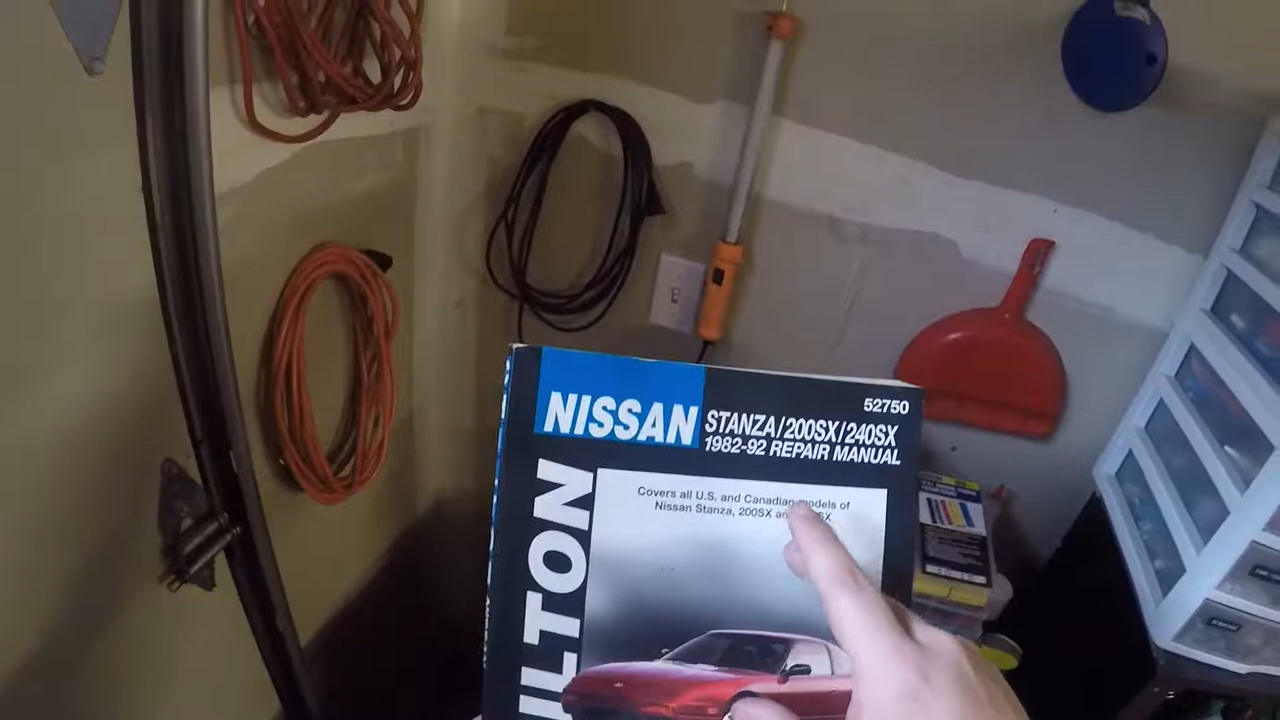 NISSAN
STANZA/200SX/240SX
1982-92 REPAIR MANUAL
52750
Covers all U.S. and Canadian models of
Nissan Stanza, 200SX
ILTON